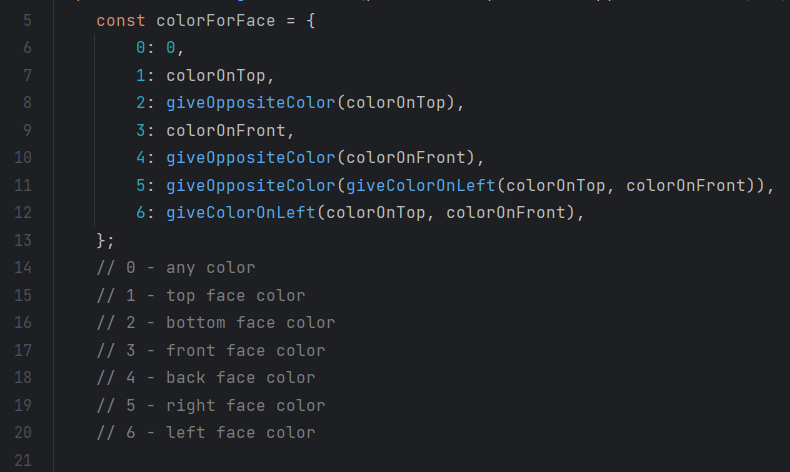 5 const colorForFace = {
6 0: 0,
7 1: colorOnTop,
8 2: giveOppositeColor(colorOnTop),
9 3: colorOnFront,
10 4: giveOppositeColor(colorOnFront),
11 5: giveOppositeColor(giveColorOnLeft(colorOnTop, colorOnFront)),
12 6: giveColorOnLeft(colorOnTop, colorOnFront),
13 };
14 // 0 - any color
15 // 1 - top face color
16 // 2 - bottom face color
17 // 3 - front face color
18 // 4 - back face color
19 // 5 - right face color
20 // 6 - left face color
21